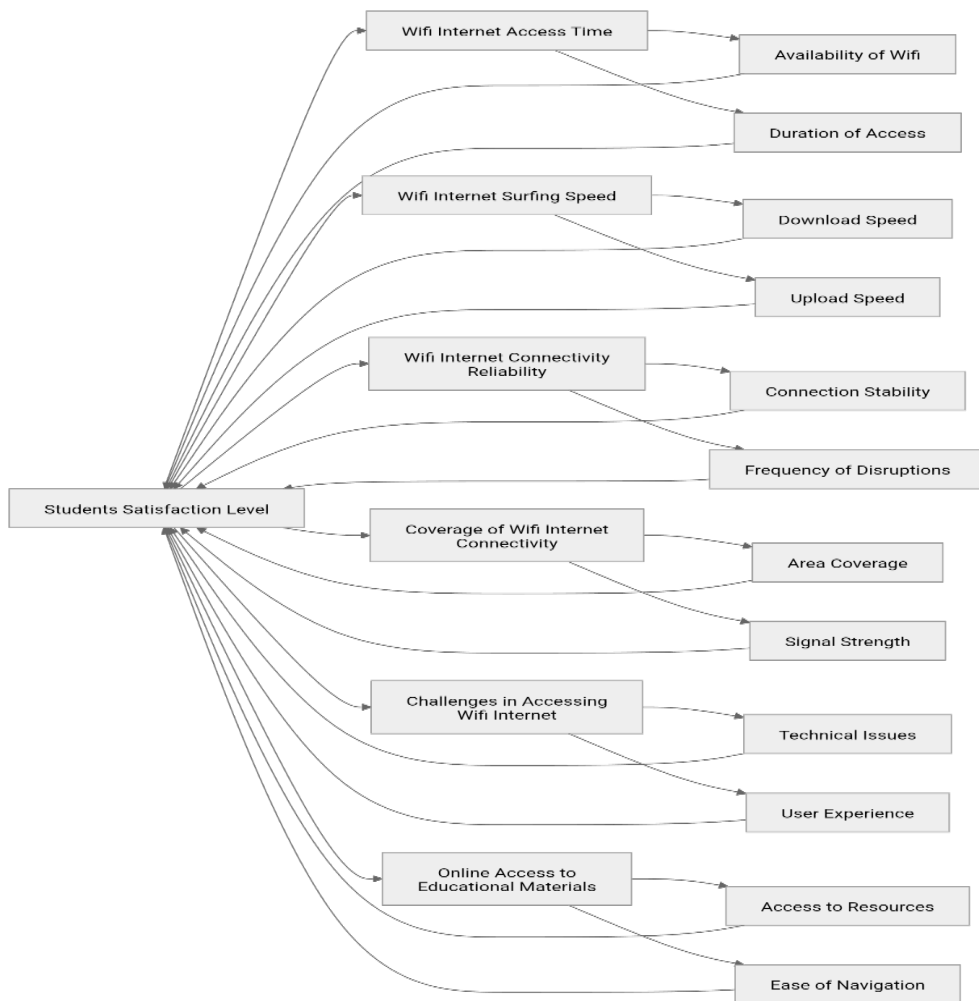 Wifi Internet Access Time
Availability of Wifi
Duration of Access
Wifi Internet Surfing Speed
Download Speed
Upload Speed
Wifi Internet Connectivity
Reliability
Connection Stability
Frequency of Disruptions
Students Satisfaction Level
Coverage of Wifi Internet
Connectivity
Area Coverage
Signal Strength
Challenges in Accessing
Wifi Internet
Technical Issues
User Experience
Online Access to
Educational Materials
Access to Resources
Ease of Navigation